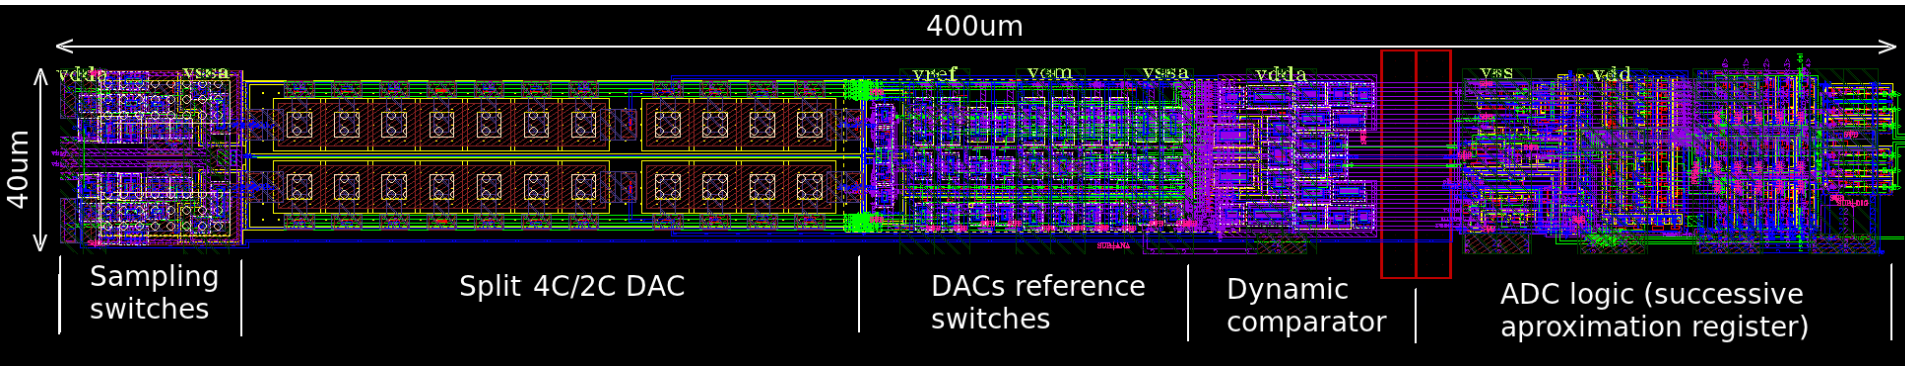 400um
vdda vssa vref vcm vssa vdda vss vdd
40um
SUBIANA
Sampling
switches
Split 4C/2C DAC
DACs reference
switches
Dynamic
comparator
ADC logic (successive
aproximation register)